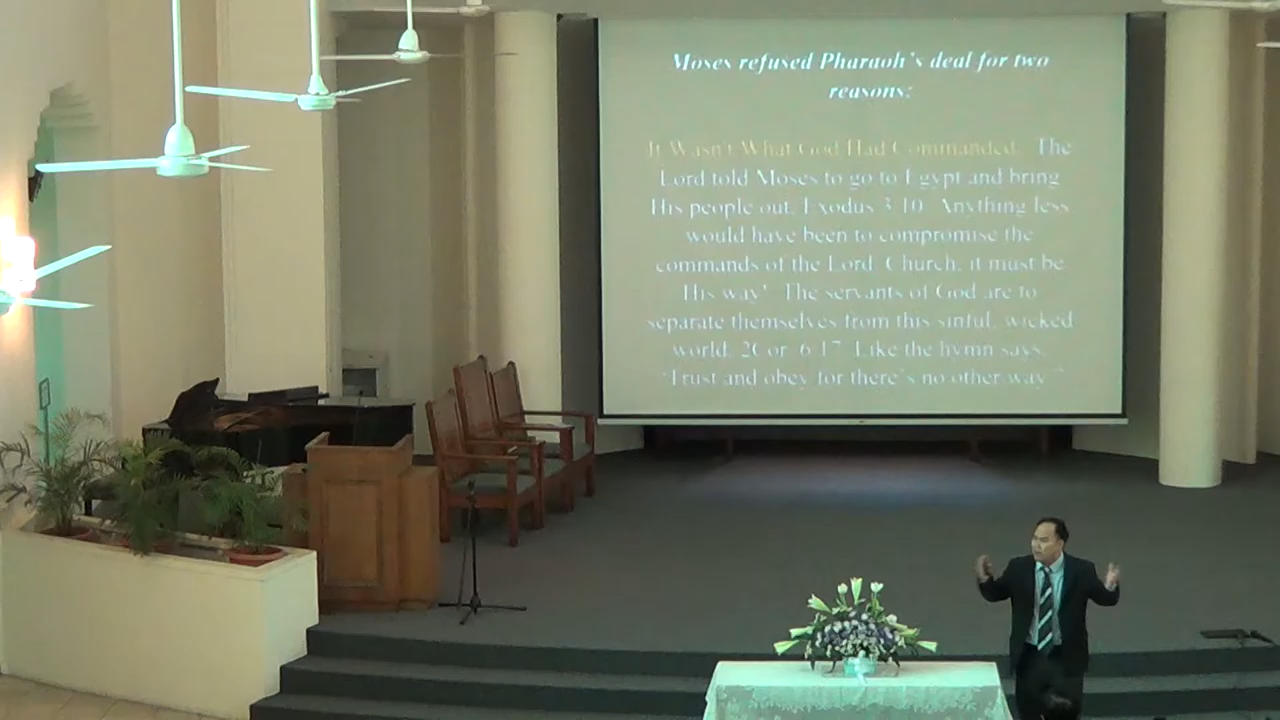 Moses refused Pharaoh's deal for two
reasons:
It Wasn't What God Had Commanded. The
Lord told Moses to go to Egypt and bring
His people out. Exodus 3:10. Anything less
would have been to compromise the
commands of the Lord. Church, it must be
His way! The servants of God are to
separate themselves from this sinful, wicked
world. 2Cor. 6:17. Like the hymn says,
"Trust and obey for there's no other way."